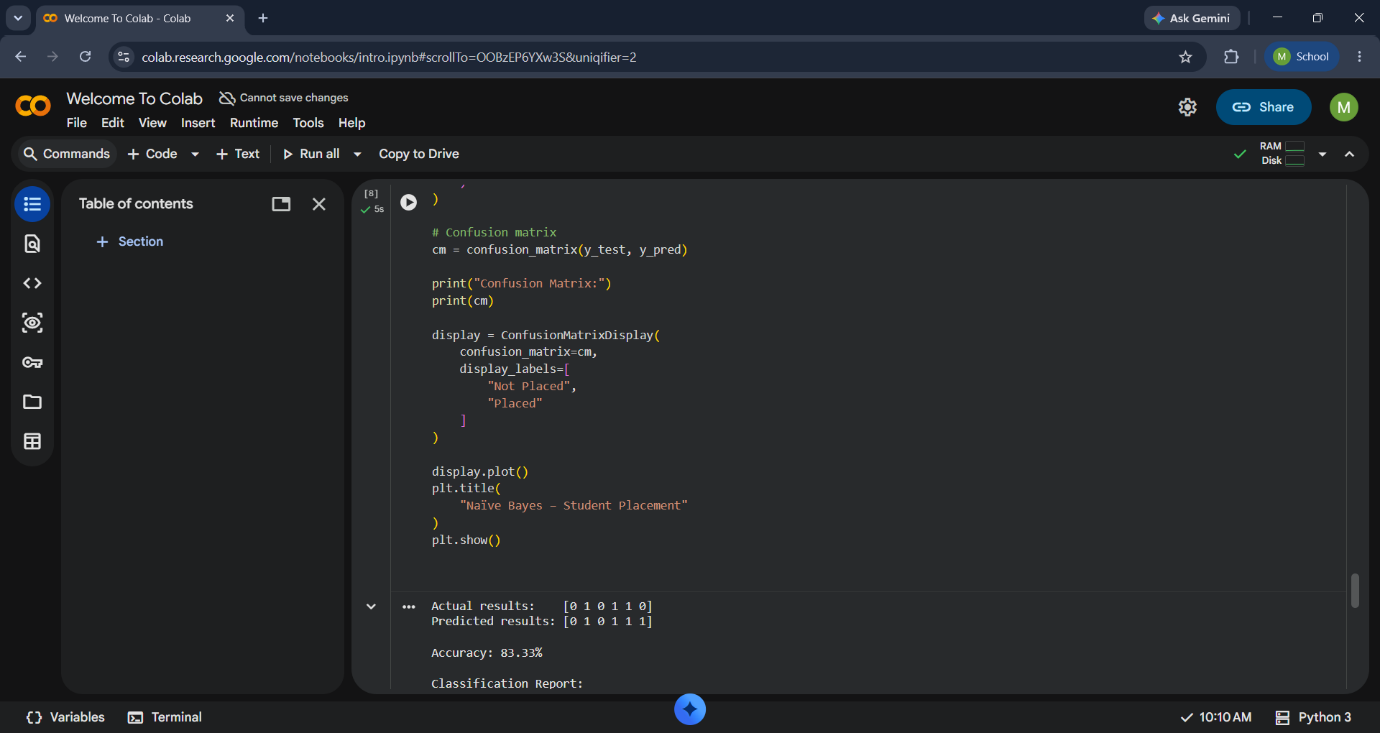 Welcome To Colab - Colab
Ask Gemini
colab.research.google.com/notebooks/intro.ipynb#scrollTo=OOBzEP6YXw3S&uniqifier=2
M School
Welcome To Colab Cannot save changes
File Edit View Insert Runtime Tools Help
Share
M
Commands + Code + Text Run all Copy to Drive
RAM
Disk
Table of contents
+ Section
[8]
5s
)
# Confusion matrix
cm = confusion_matrix(y_test, y_pred)
print("Confusion Matrix:")
print(cm)
display = ConfusionMatrixDisplay(
confusion_matrix=cm,
display_labels=[
"Not Placed",
"Placed"
]
)
display.plot()
plt.title(
"Naïve Bayes – Student Placement"
)
plt.show()
Actual results: [0 1 0 1 1 0]
Predicted results: [0 1 0 1 1 1]
Accuracy: 83.33%
Classification Report:
{} Variables Terminal
10:10 AM Python 3